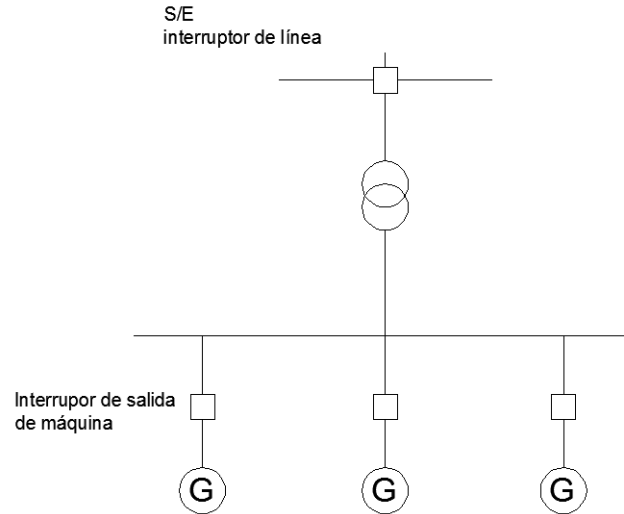 S/E
interruptor de línea
Interrupor de salida
de máquina
G
G
G